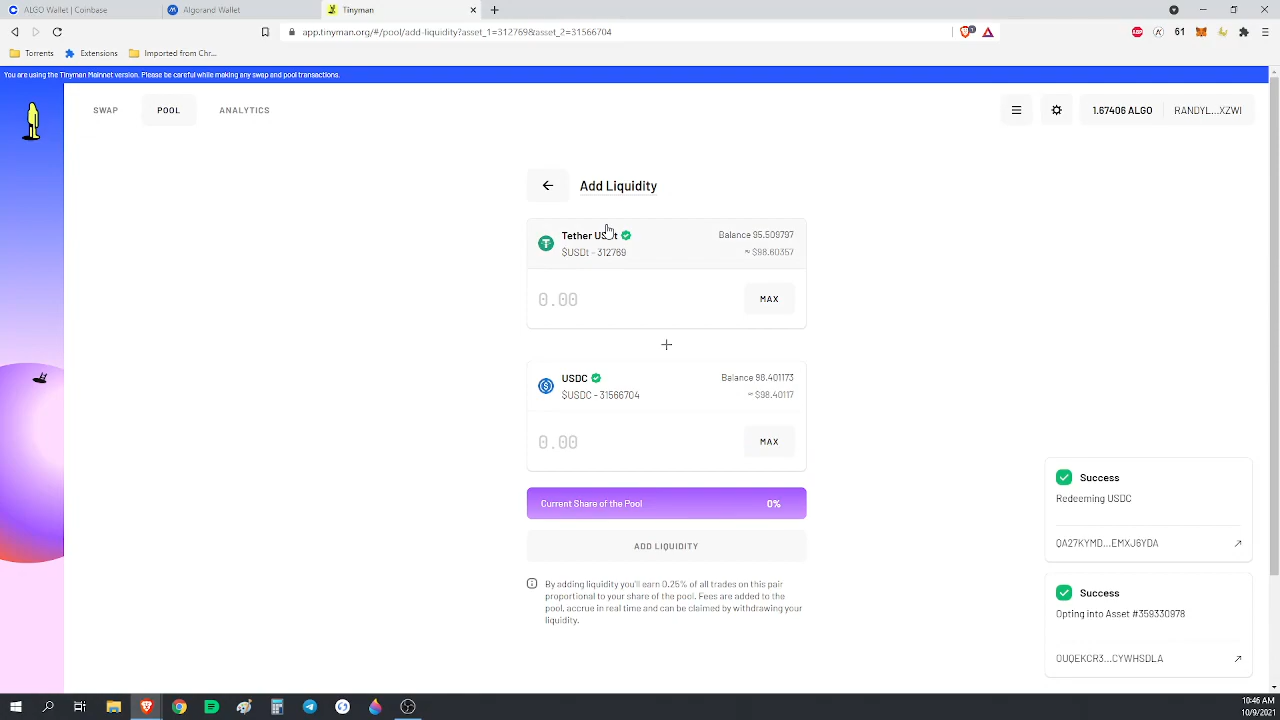 ALGO Wallet | Coinbase
Algorand Wallet
Tinyman
app.tinyman.org/#/pool/add-liquidity?asset_1=312769&asset_2=31566704
Torrents
Extensions
Imported from Chr...
You are using the Tinyman Mainnet version. Please be careful while making any swap and pool transactions.
SWAP
POOL
ANALYTICS
1.67406 ALGO
RANDYL...XZWI
Add Liquidity
Tether USDt
Balance 95.509797
$USDt - 312769
≈ $98.60357
0.00
MAX
USDC
Balance 98.401173
$USDC - 31566704
≈ $98.40117
0.00
MAX
Current Share of the Pool
0%
ADD LIQUIDITY
By adding liquidity you'll earn 0.25% of all trades on this pair
proportional to your share of the pool. Fees are added to the
pool, accrue in real time and can be claimed by withdrawing your
liquidity.
Success
Redeeming USDC
QA27KYMD...EMXJ6YDA
Success
Opting into Asset #359330978
OUQEKCR3...CYWHSDLA
10:46 AM
10/9/2021